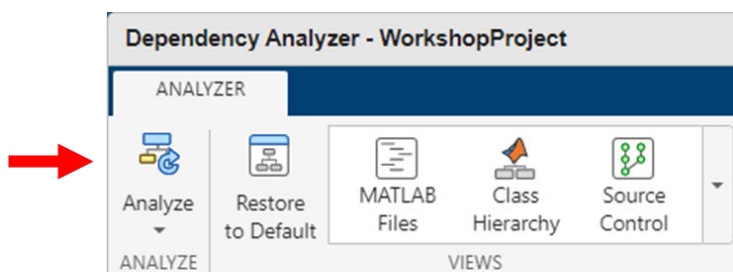 Dependency Analyzer - WorkshopProject
ANALYZER
Analyze
Restore
to Default
MATLAB
Files
Class
Hierarchy
Source
Control
ANALYZE
VIEWS